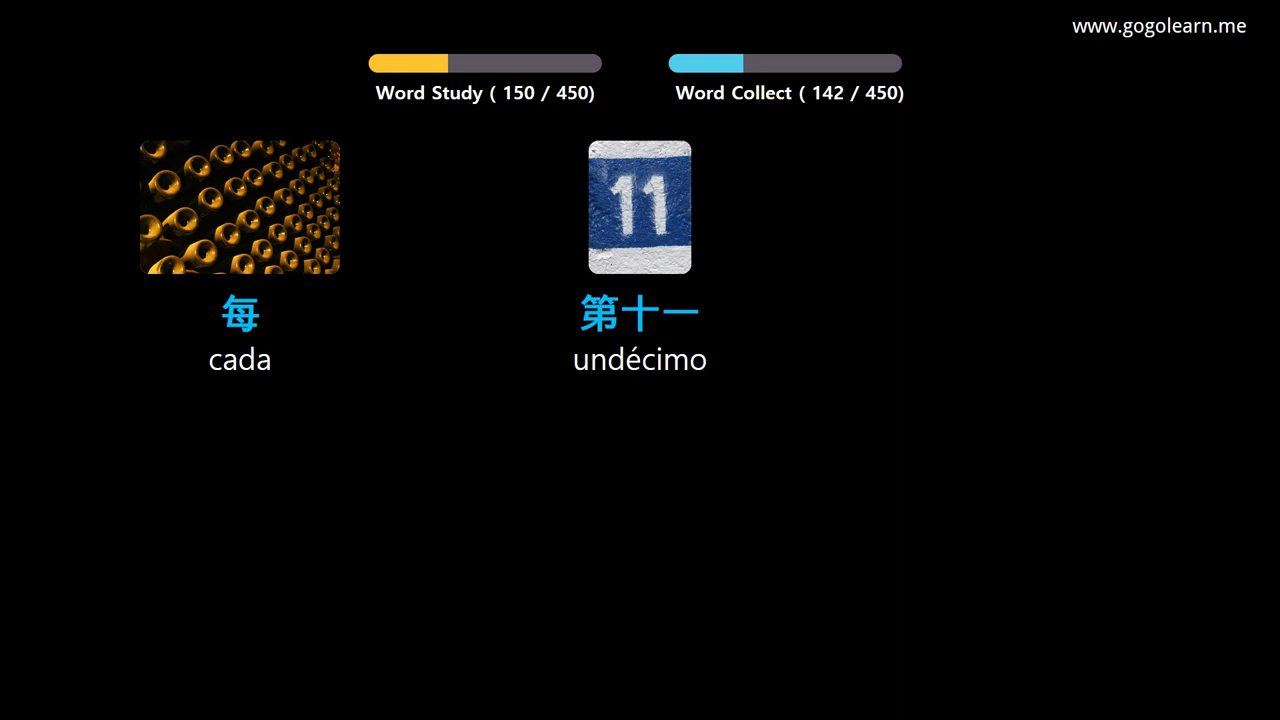 www.gogolearn.me
Word Study ( 150 / 450)
Word Collect ( 142 / 450)
11
每
cada
第十一
undécimo